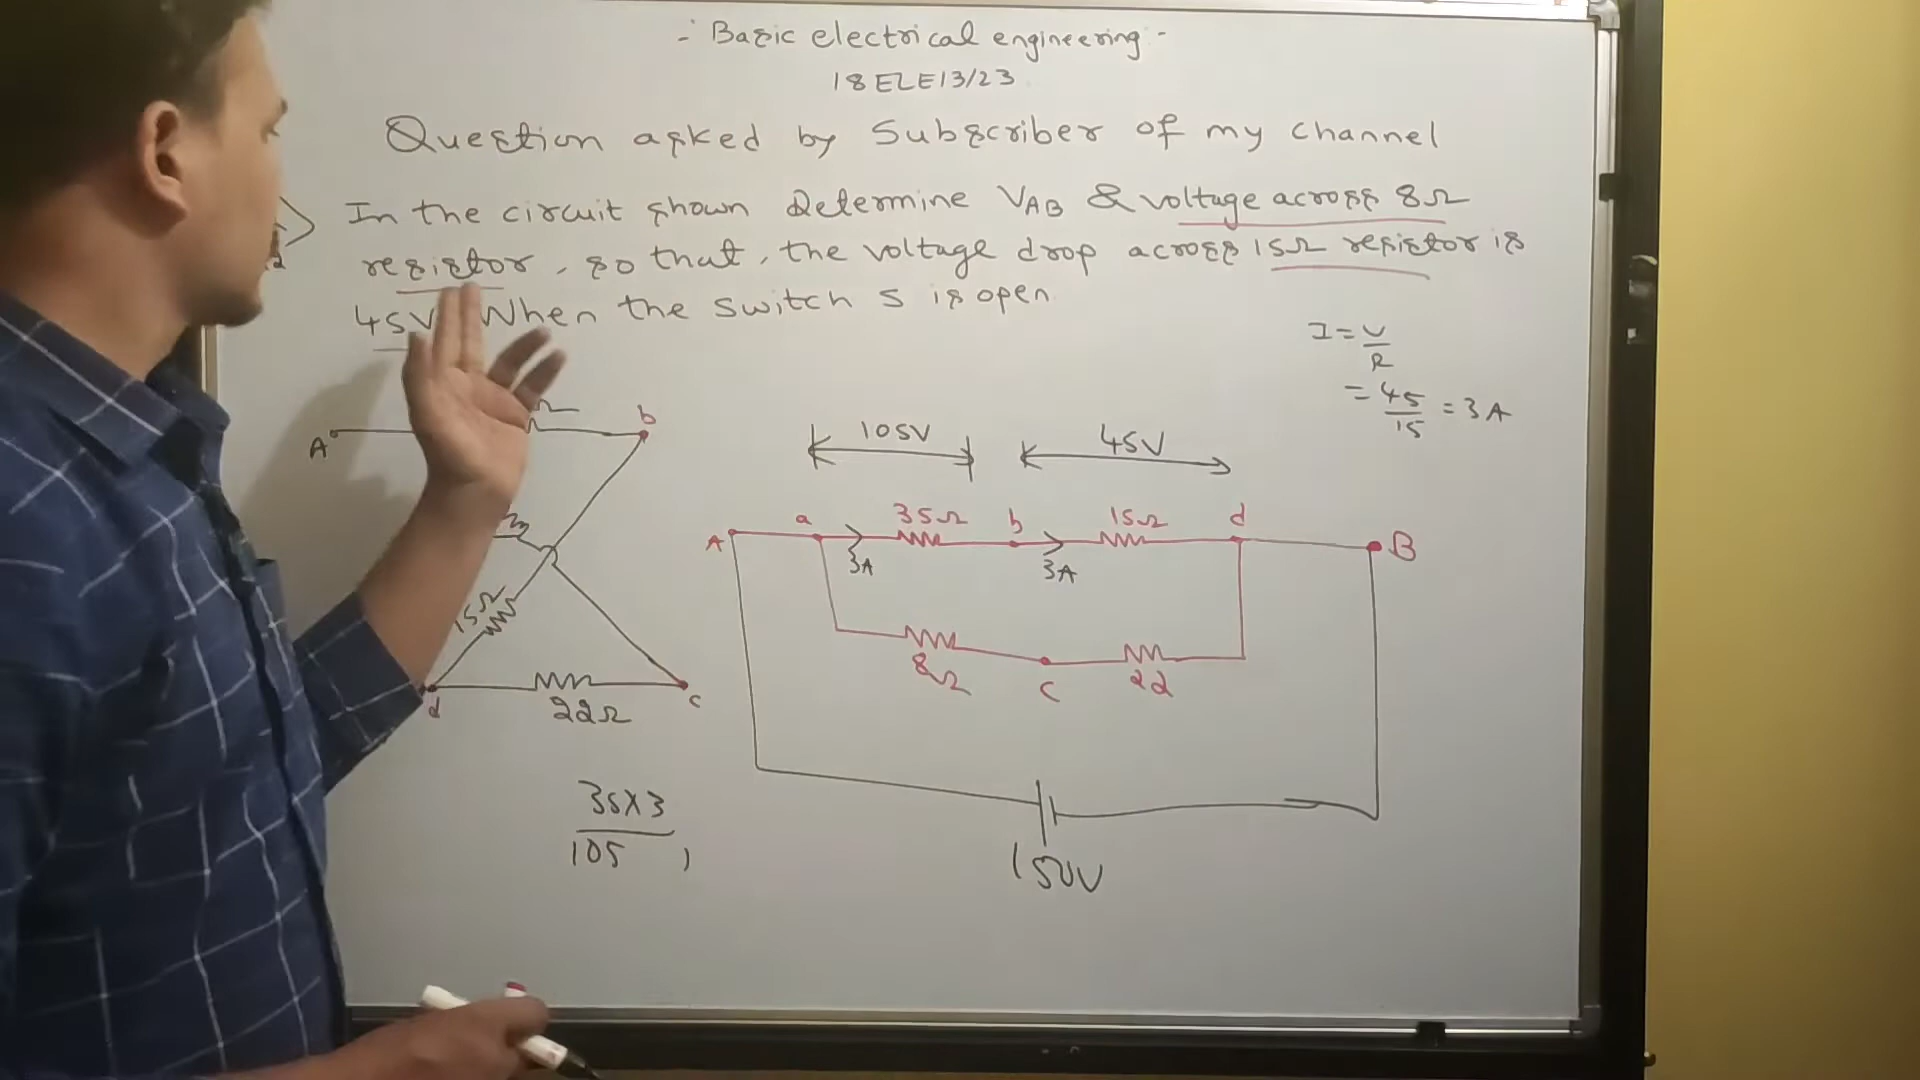 -: Basic electrical engineering :-
18ELE13/23
Question asked by Subscriber of my channel
In the circuit shown Determine VAB & voltage across 8Ω
resistor, so that, the voltage drop across 15Ω resistor is
45V. When the switch S is open
I = V/R
= 45/15 = 3A
A
b
15Ω
d
22Ω
c
105V
45V
A
a
35Ω
b
15Ω
d
B
3A
3A
8Ω
c
22
35X3
105
150V